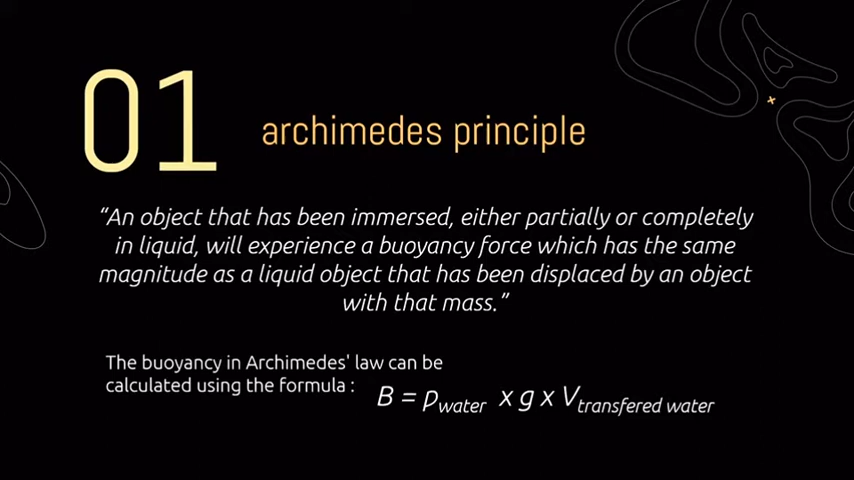 01
archimedes principle
“An object that has been immersed, either partially or completely
in liquid, will experience a buoyancy force which has the same
magnitude as a liquid object that has been displaced by an object
with that mass.”
The buoyancy in Archimedes' law can be
calculated using the formula :
B = pwater x g x Vtransfered water